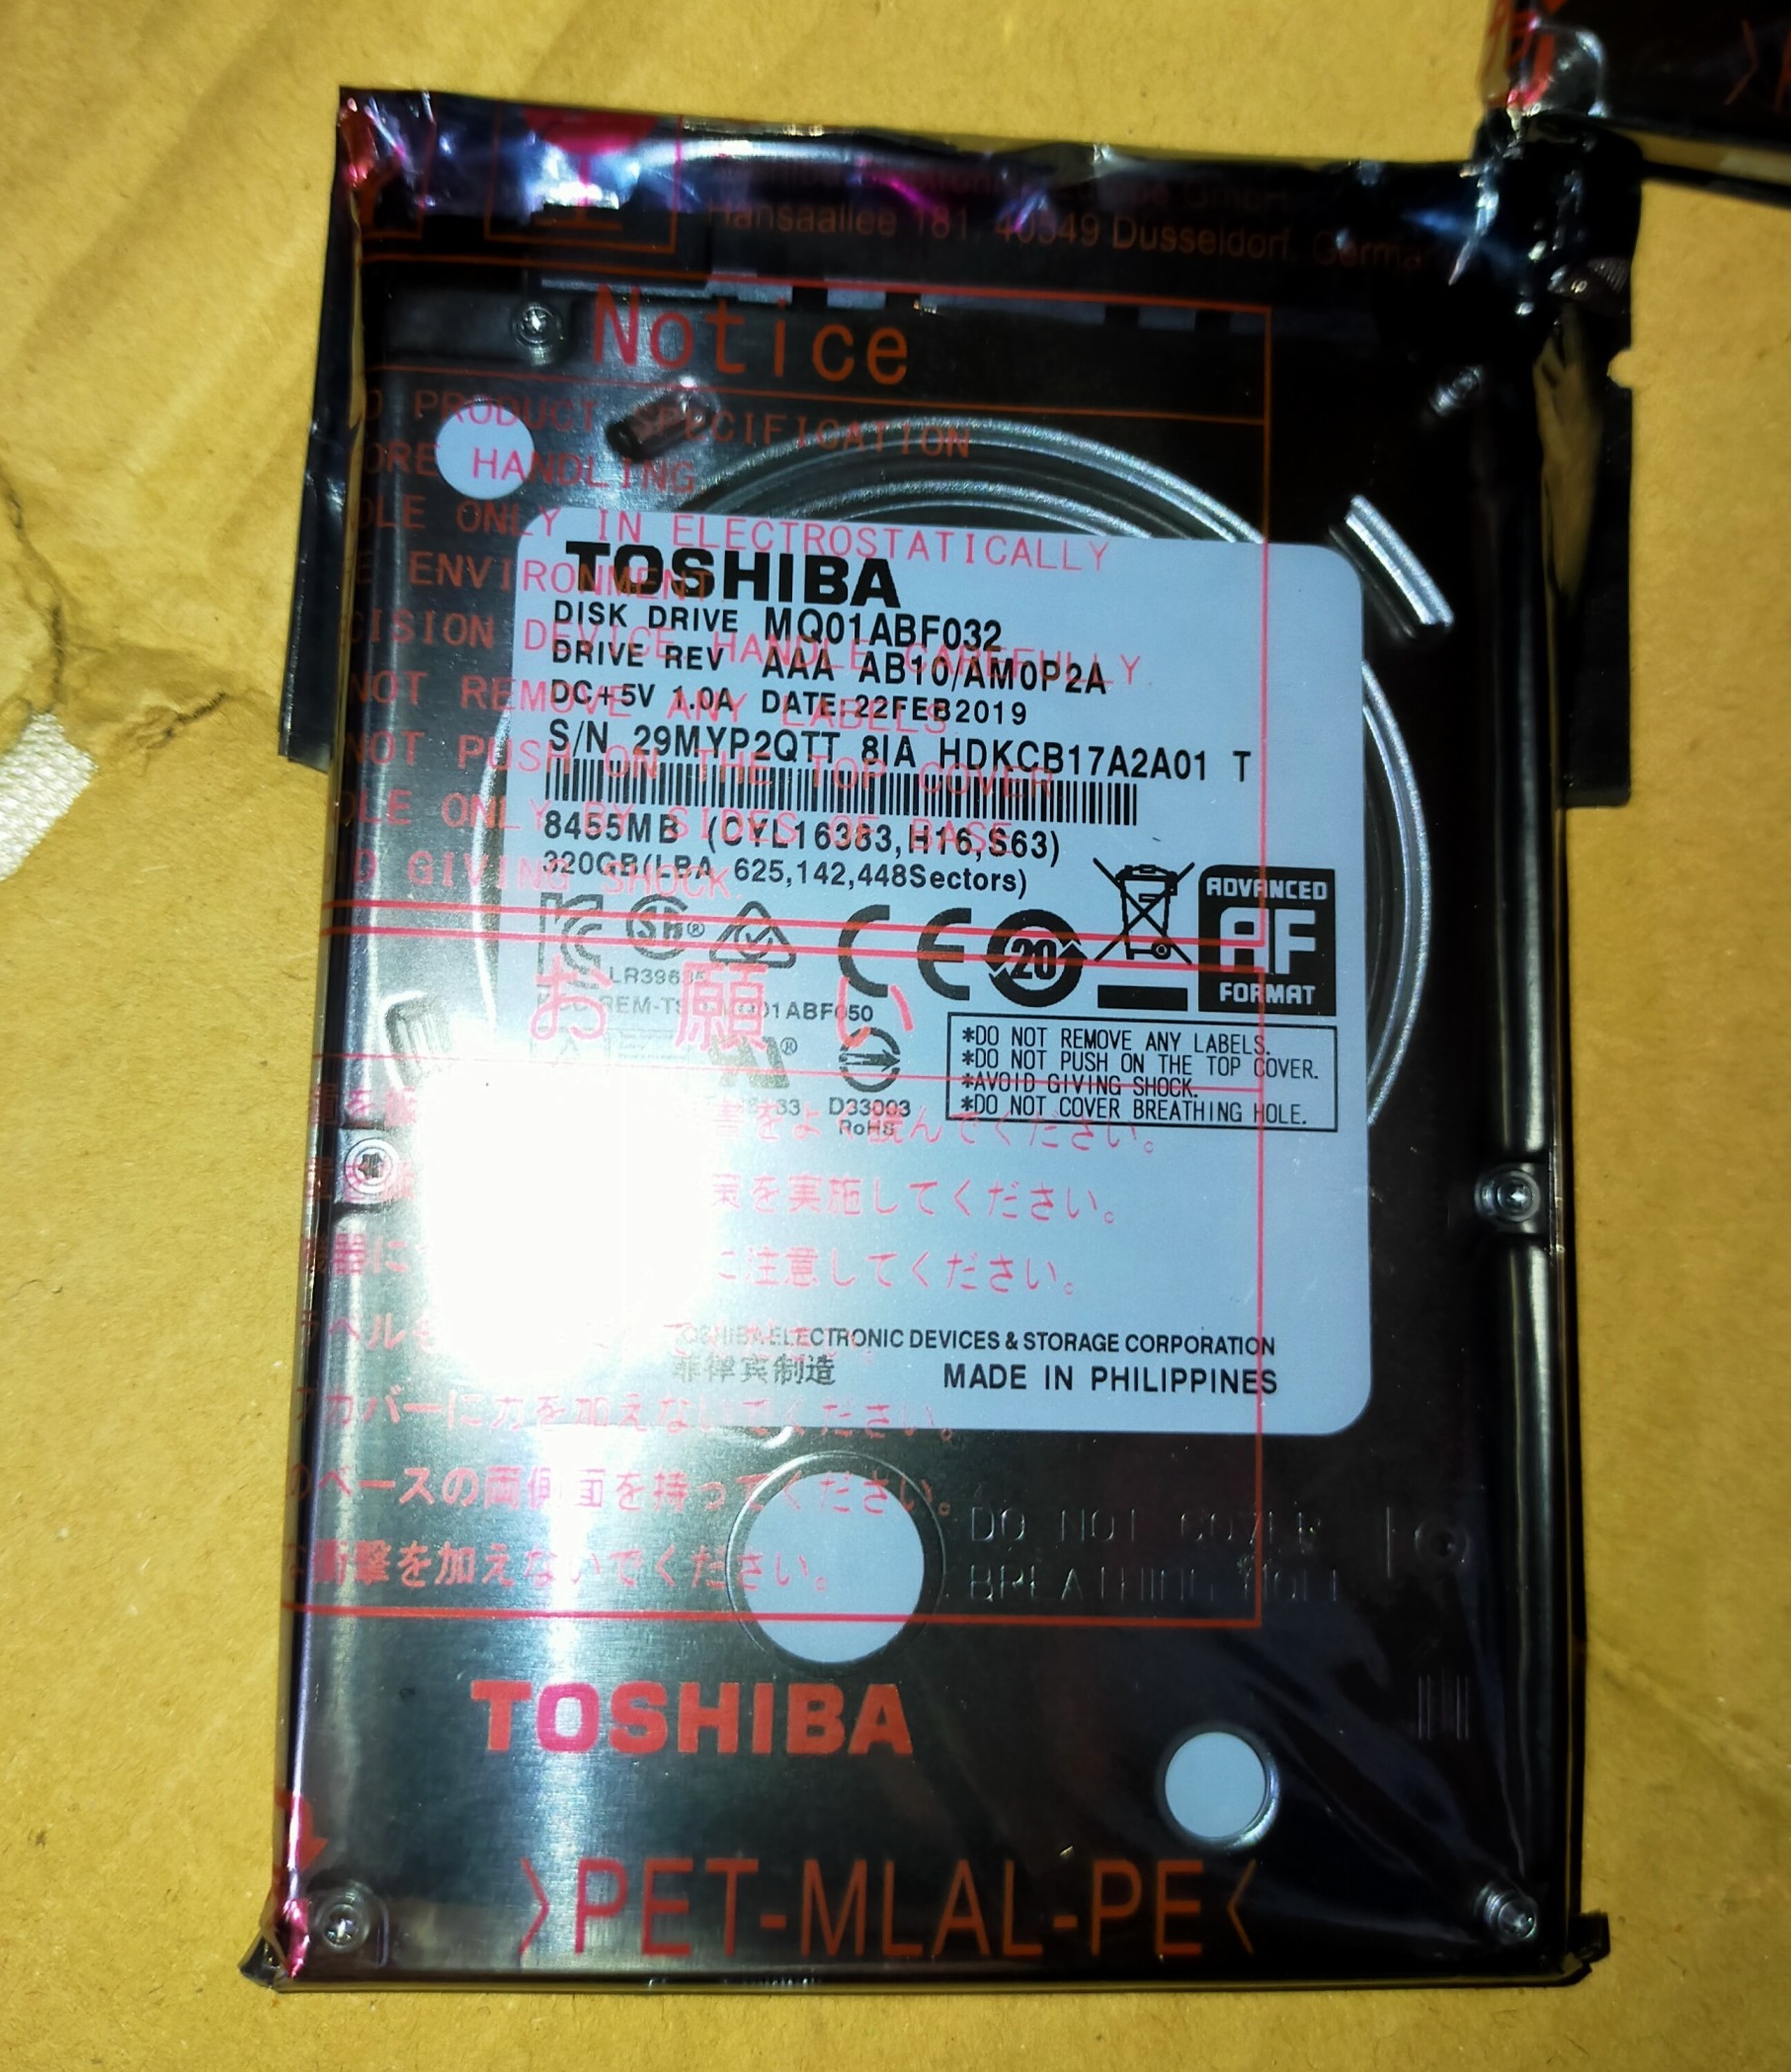 Hansaallee 181, 40549 Düsseldorf, Germa
Notice
PRODUCT SPECIFICATION
ORE HANDLING
ONLY IN ELECTROSTATICALLY
ENVIRONMENT.
CISION DEVICE HANDLE CAREFULLY
NOT REMOVE ANY LABELS.
NOT PUSH ON THE TOP COVER.
ONLY BY SIDES OF BASE.
GIVING SHOCK.
TOSHIBA
DISK DRIVE MQ01ABF032
DRIVE REV AAA AB10/AM0P2A
DC+5V 1.0A DATE:22FEB2019
S/N 29MYP2QTT 8IA HDKCB17A2A01 T
8455MB (CYL16383,H16,S63)
320GB(LBA 625,142,448Sectors)
20
ADVANCED
AF
FORMAT
お願い
D33003
RoHS
*DO NOT REMOVE ANY LABELS.
*DO NOT PUSH ON THE TOP COVER.
*AVOID GIVING SHOCK.
*DO NOT COVER BREATHING HOLE.
書をよく読んでください。
策を実施してください。
に注意してください。
TOSHIBA ELECTRONIC DEVICES & STORAGE CORPORATION
菲律宾制造
MADE IN PHILIPPINES
カバーに力を加えないでください。
のベースの両側面を持ってください。
衝撃を加えないでください。
DO NOT COVER
BREATHING HOLE
TOSHIBA
>PET-MLAL-PE<